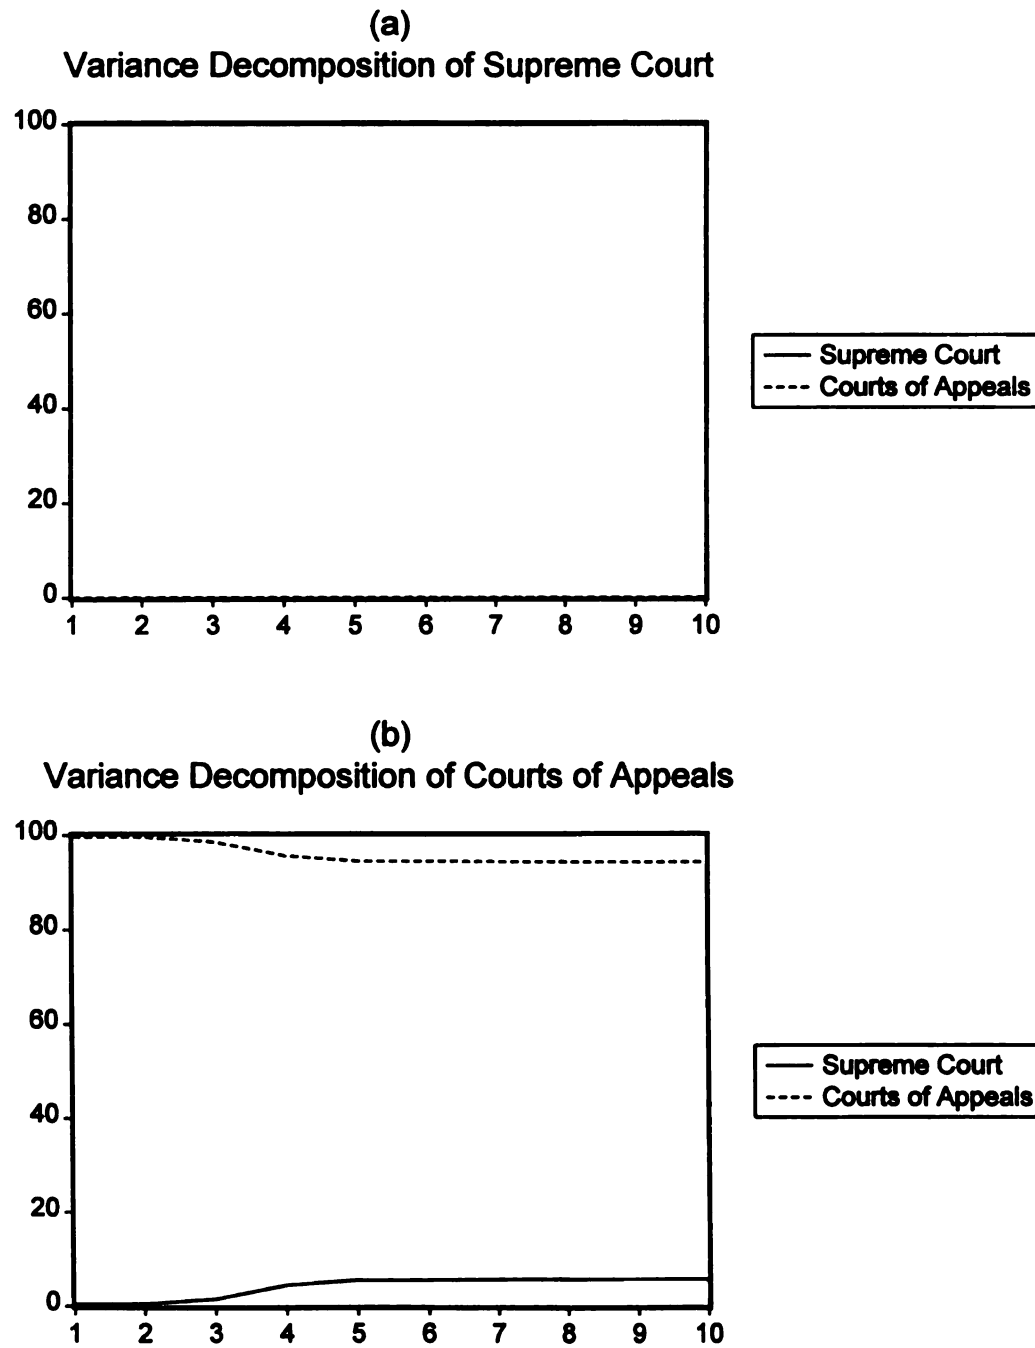 (a)
Variance Decomposition of Supreme Court
100
80
60
40
20
0
1 2 3 4 5 6 7 8 9 10
Supreme Court
Courts of Appeals
(b)
Variance Decomposition of Courts of Appeals
100
80
60
40
20
0
1 2 3 4 5 6 7 8 9 10
Supreme Court
Courts of Appeals